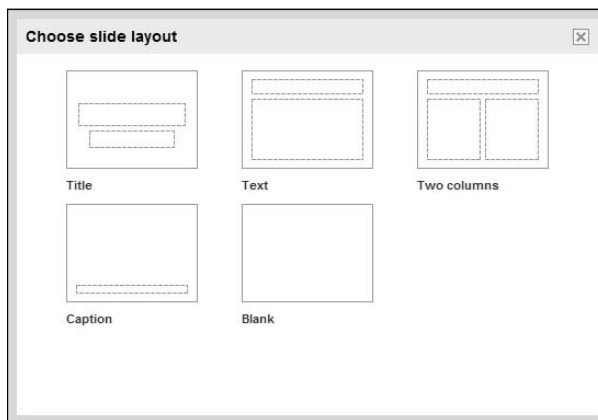 Choose slide layout
Title
Text
Two columns
Caption
Blank